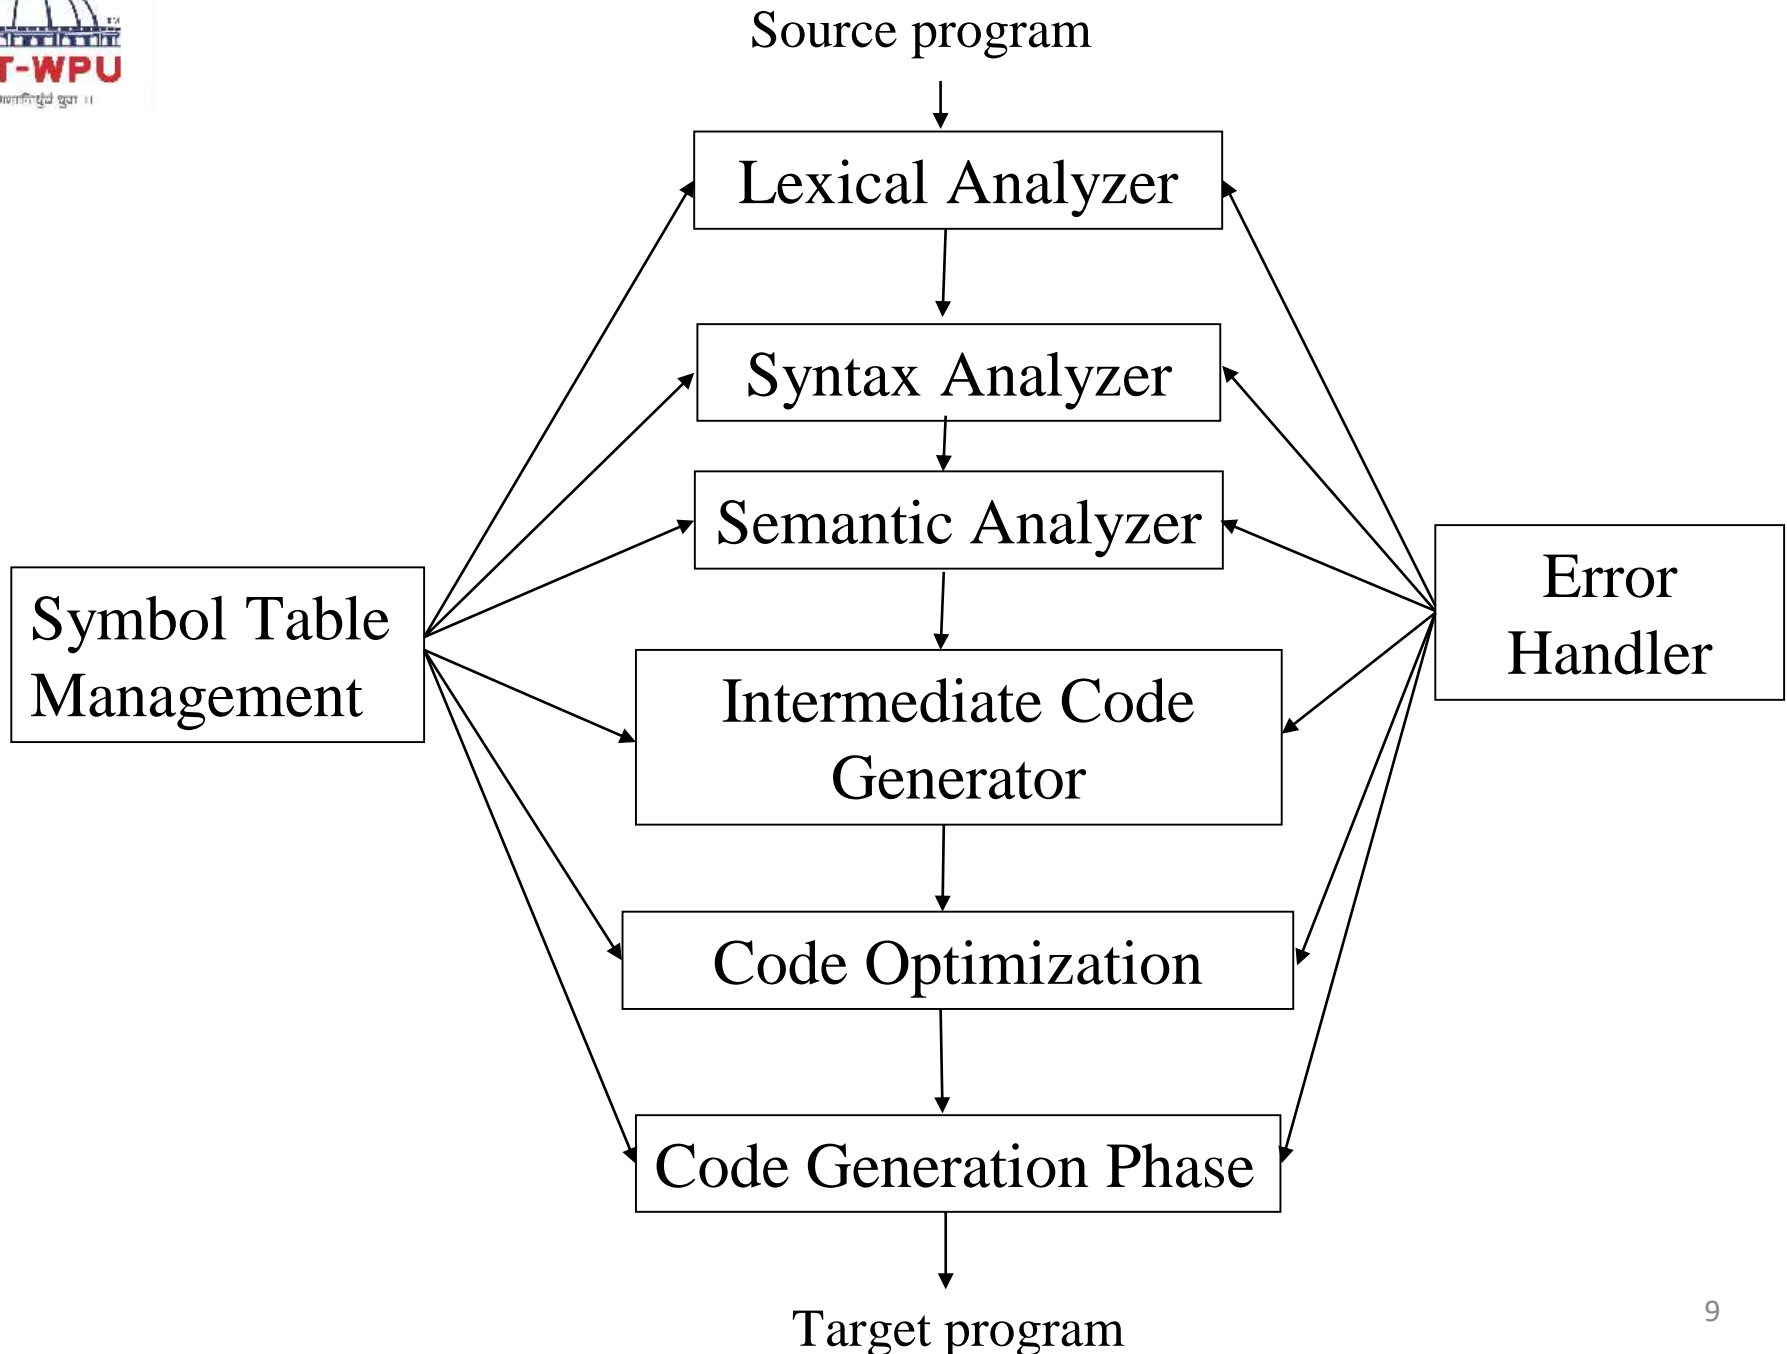 T-WPU
Source program
Lexical Analyzer
Syntax Analyzer
Semantic Analyzer
Symbol Table
Management
Error
Handler
Intermediate Code
Generator
Code Optimization
Code Generation Phase
Target program
9